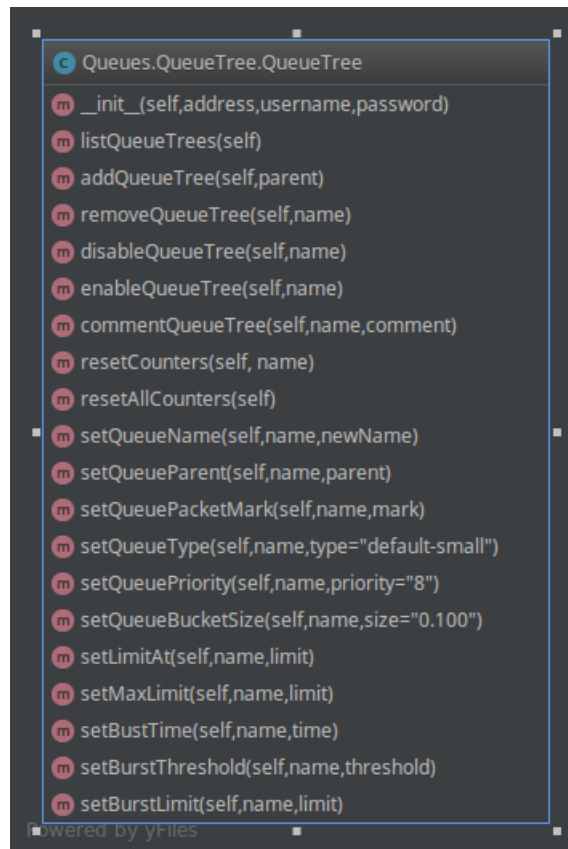 Queues.QueueTree.QueueTree
__init__(self,address,username,password)
listQueueTrees(self)
addQueueTree(self,parent)
removeQueueTree(self,name)
disableQueueTree(self,name)
enableQueueTree(self,name)
commentQueueTree(self,name,comment)
resetCounters(self, name)
resetAllCounters(self)
setQueueName(self,name,newName)
setQueueParent(self,name,parent)
setQueuePacketMark(self,name,mark)
setQueueType(self,name,type="default-small")
setQueuePriority(self,name,priority="8")
setQueueBucketSize(self,name,size="0.100")
setLimitAt(self,name,limit)
setMaxLimit(self,name,limit)
setBustTime(self,name,time)
setBurstThreshold(self,name,threshold)
setBurstLimit(self,name,limit)
Powered by yFiles